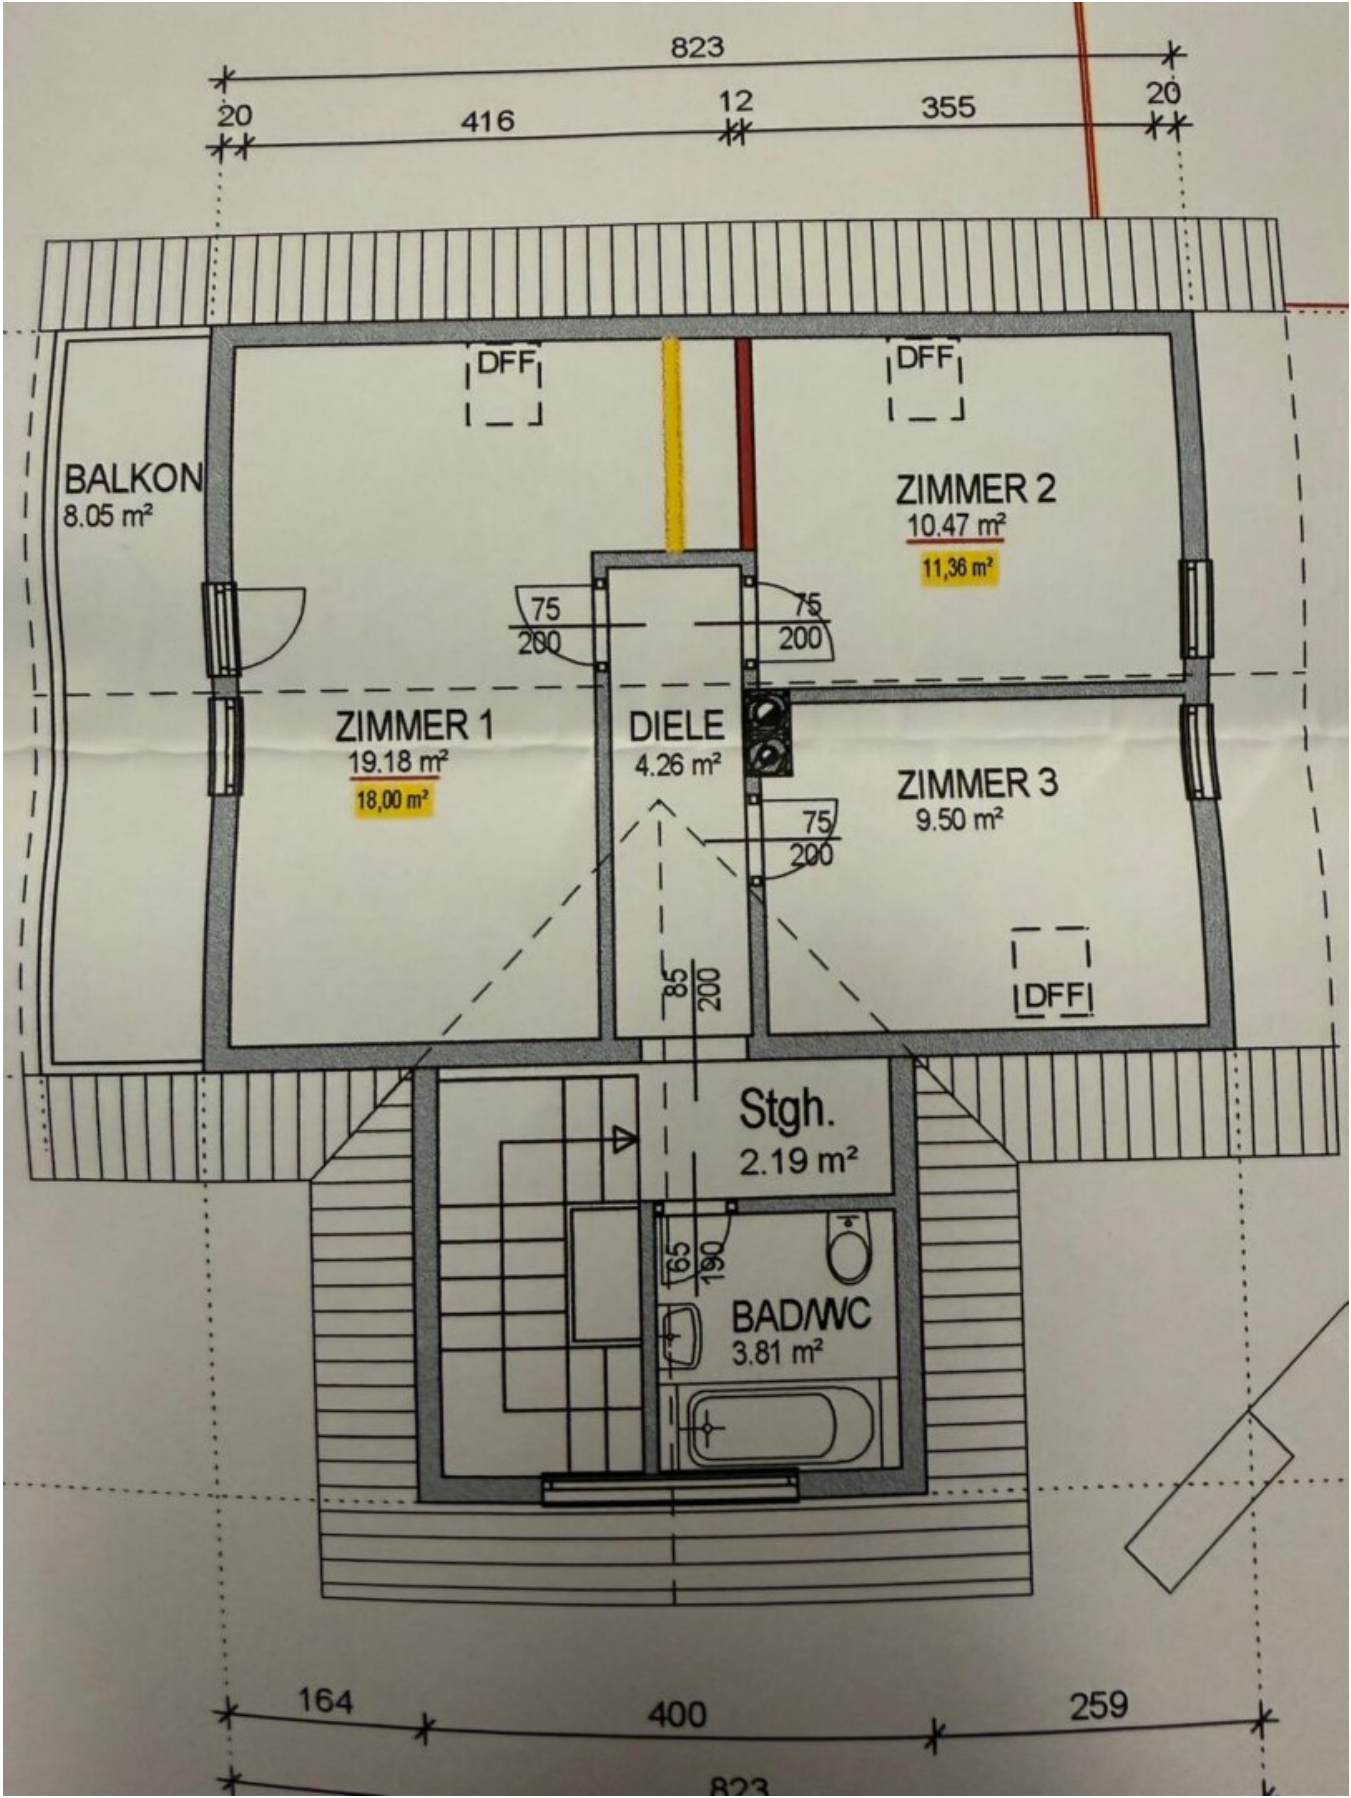 823
20
416
12
355
20
DFF
DFF
BALKON
8.05 m²
ZIMMER 2
10.47 m²
11,36 m²
75
200
75
200
ZIMMER 1
19.18 m²
18,00 m²
DIELE
4.26 m²
ZIMMER 3
9.50 m²
75
200
85
200
DFF
Stgh.
2.19 m²
65
190
BAD/WC
3.81 m²
164
400
259
823